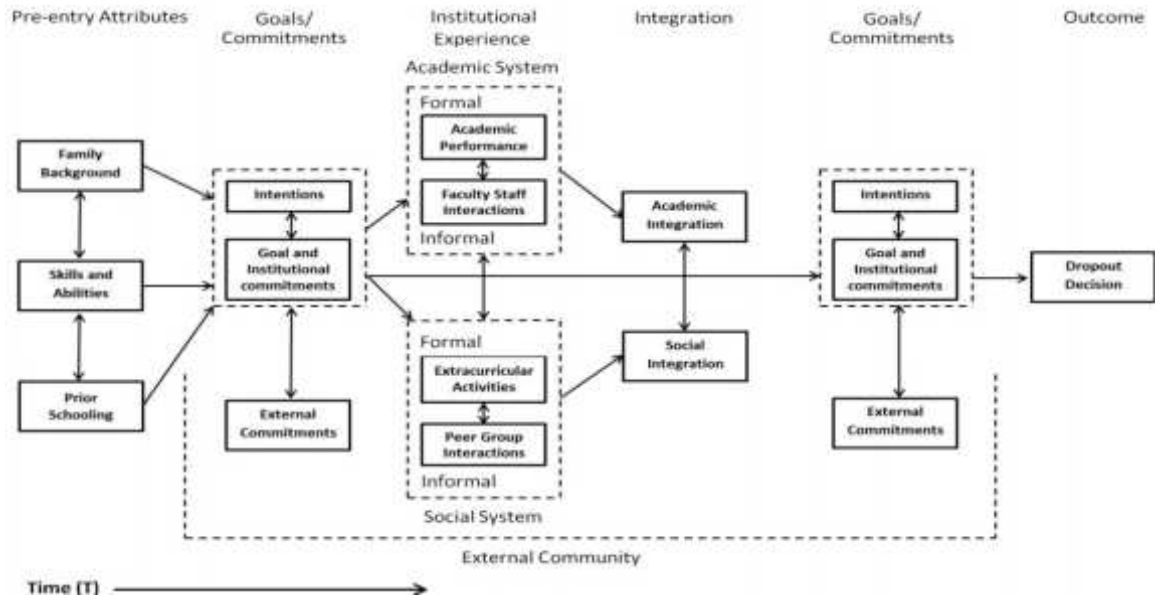 Pre-entry Attributes
Goals/
Commitments
Institutional
Experience
Integration
Goals/
Commitments
Outcome
Academic System
Formal
Academic
Performance
Faculty Staff
Interactions
Informal
Family
Background
Skills and
Abilities
Prior
Schooling
Intentions
Goal and
Institutional
commitments
External
Commitments
Formal
Extracurricular
Activities
Peer Group
Interactions
Informal
Social System
Academic
Integration
Social
Integration
Intentions
Goal and
Institutional
commitments
External
Commitments
Dropout
Decision
External Community
Time (T)